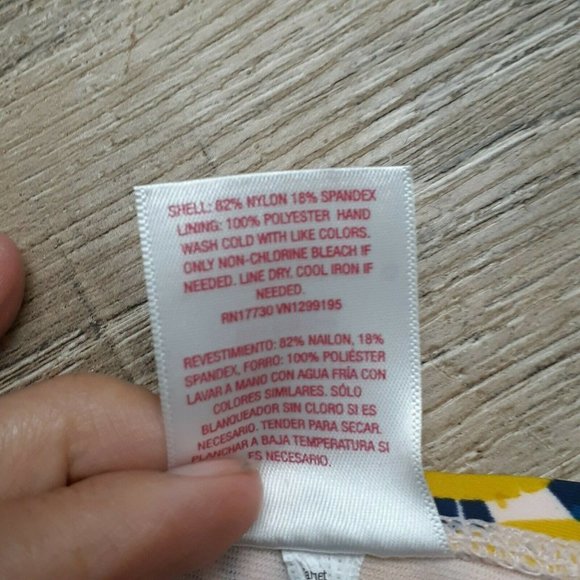 SHELL: 82% NYLON 18% SPANDEX
LINING: 100% POLYESTER HAND
WASH COLD WITH LIKE COLORS.
ONLY NON-CHLORINE BLEACH IF
NEEDED. LINE DRY. COOL IRON IF
NEEDED.
RN17730 VN1299195
REVESTIMIENTO: 82% NAILON, 18%
SPANDEX, FORRO: 100% POLIÉSTER
LAVAR A MANO CON AGUA FRÍA CON
COLORES SIMILARES. SÓLO
BLANQUEADOR SIN CLORO SI ES
NECESARIO. TENDER PARA SECAR.
PLANCHAR A BAJA TEMPERATURA SI
ES NECESARIO.